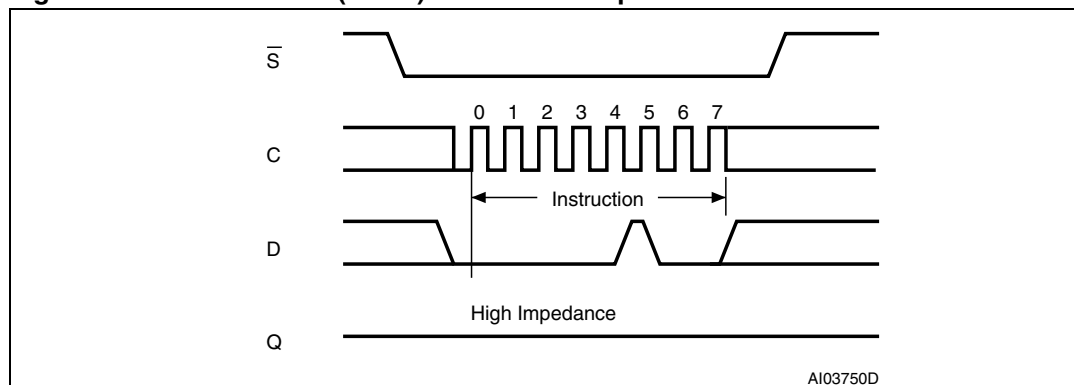 S̅
0 1 2 3 4 5 6 7
C
Instruction
D
High Impedance
Q
AI03750D